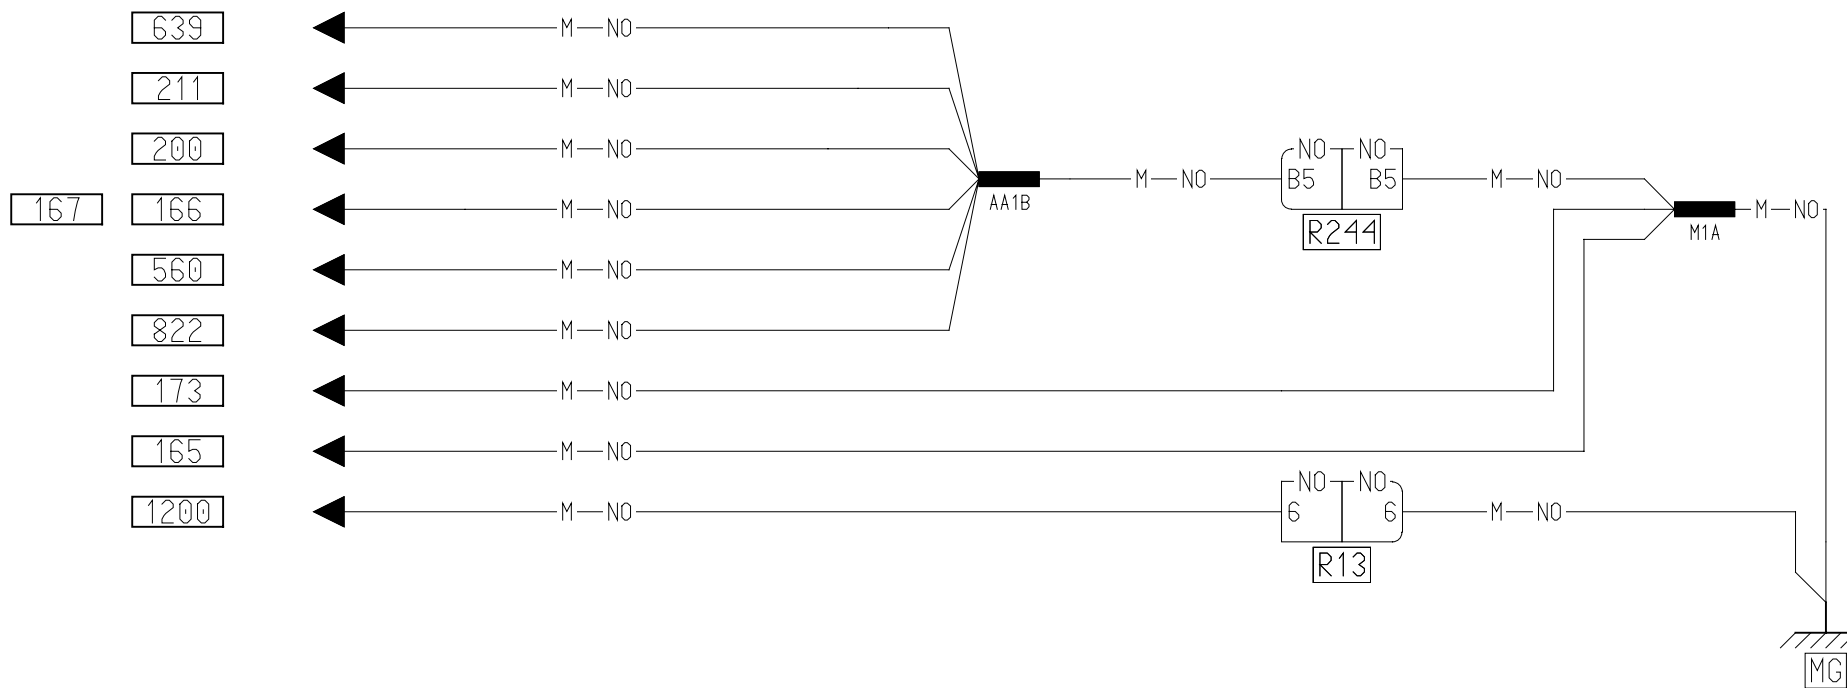 639 M NO
211 M NO
200 M NO NO NO
M NO B5 B5 M NO
AA1B
167 166 M NO R244 M NO
M1A
560 M NO
822 M NO
173 M NO
165 M NO
NO NO
1200 M NO 6 6 M NO
R13
MG